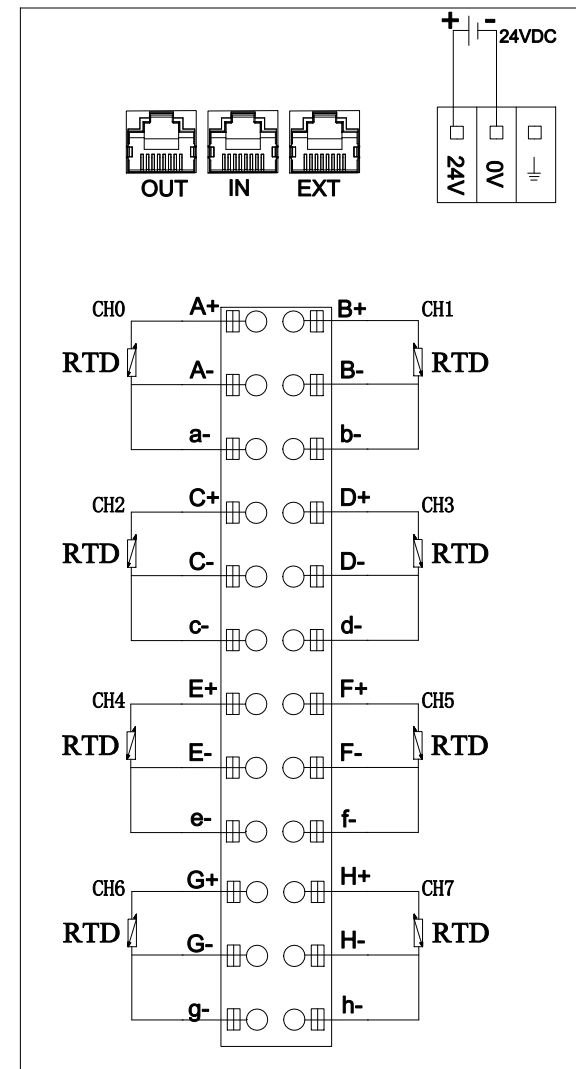 + - 24VDC
24V 0V
OUT IN EXT
CH0 A+ B+ CH1
RTD RTD
A- B-
a- b-
CH2 C+ D+ CH3
RTD RTD
C- D-
c- d-
CH4 E+ F+ CH5
RTD RTD
E- F-
e- f-
CH6 G+ H+ CH7
RTD RTD
G- H-
g- h-